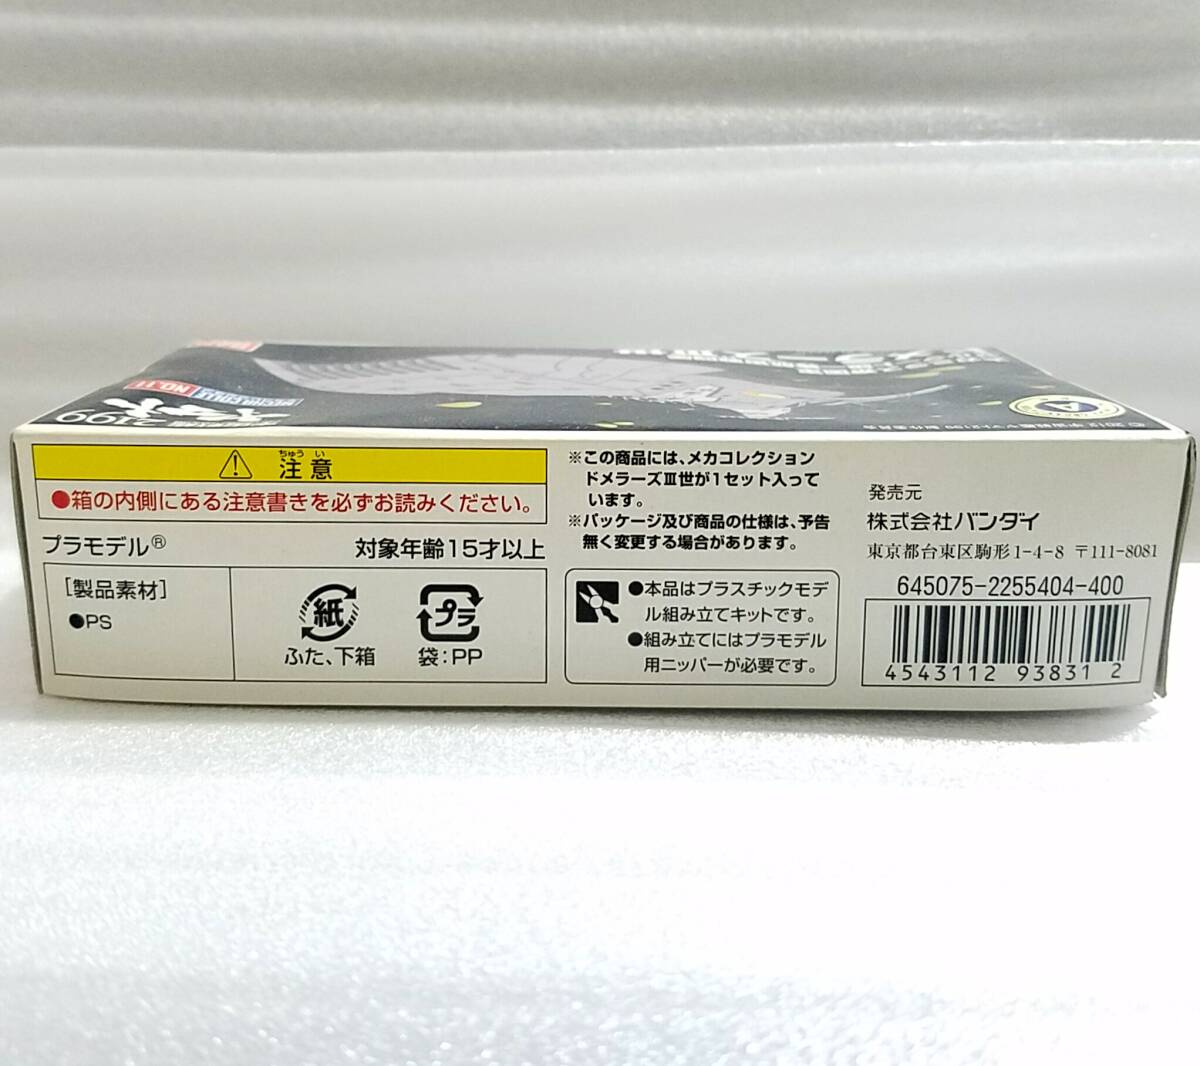 2199
NO.11
ちゅう い
注意
●箱の内側にある注意書きを必ずお読みください。
プラモデル®
対象年齢15才以上
[製品素材]
●PS
紙
ふた、下箱
プラ
袋:PP
※この商品には、メカコレクション
ドメラーズⅢ世が1セット入って
います。
※パッケージ及び商品の仕様は、予告
無く変更する場合があります。
●本品はプラスチックモデ
ル組み立てキットです。
●組み立てにはプラモデル
用ニッパーが必要です。
発売元
株式会社バンダイ
東京都台東区駒形1-4-8 〒111-8081
645075-2255404-400
4543112 93831 2